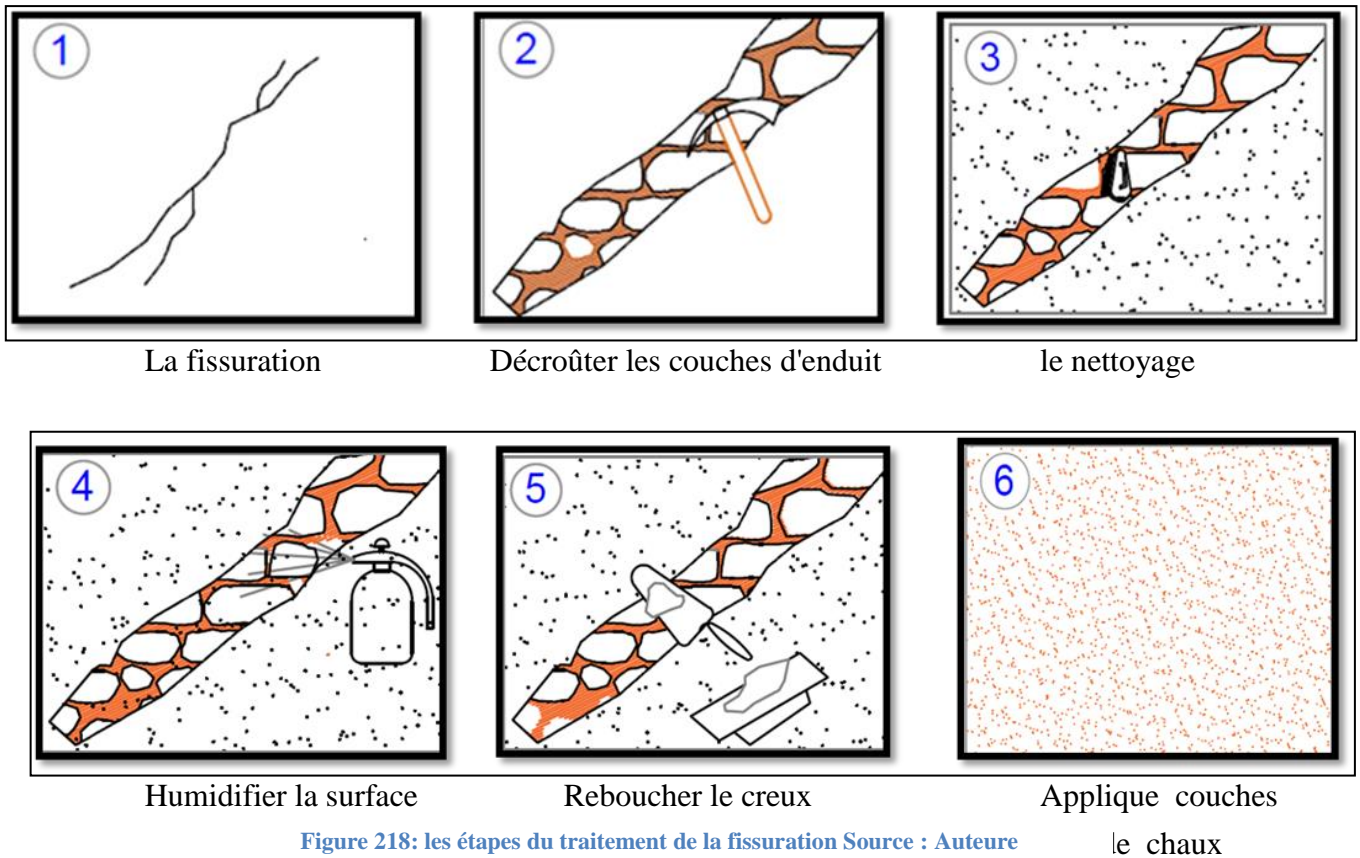 1
2
3
La fissuration
Décroûter les couches d'enduit
le nettoyage
4
5
6
Humidifier la surface
Reboucher le creux
Applique couches
Figure 218: les étapes du traitement de la fissuration Source : Auteure
le chaux